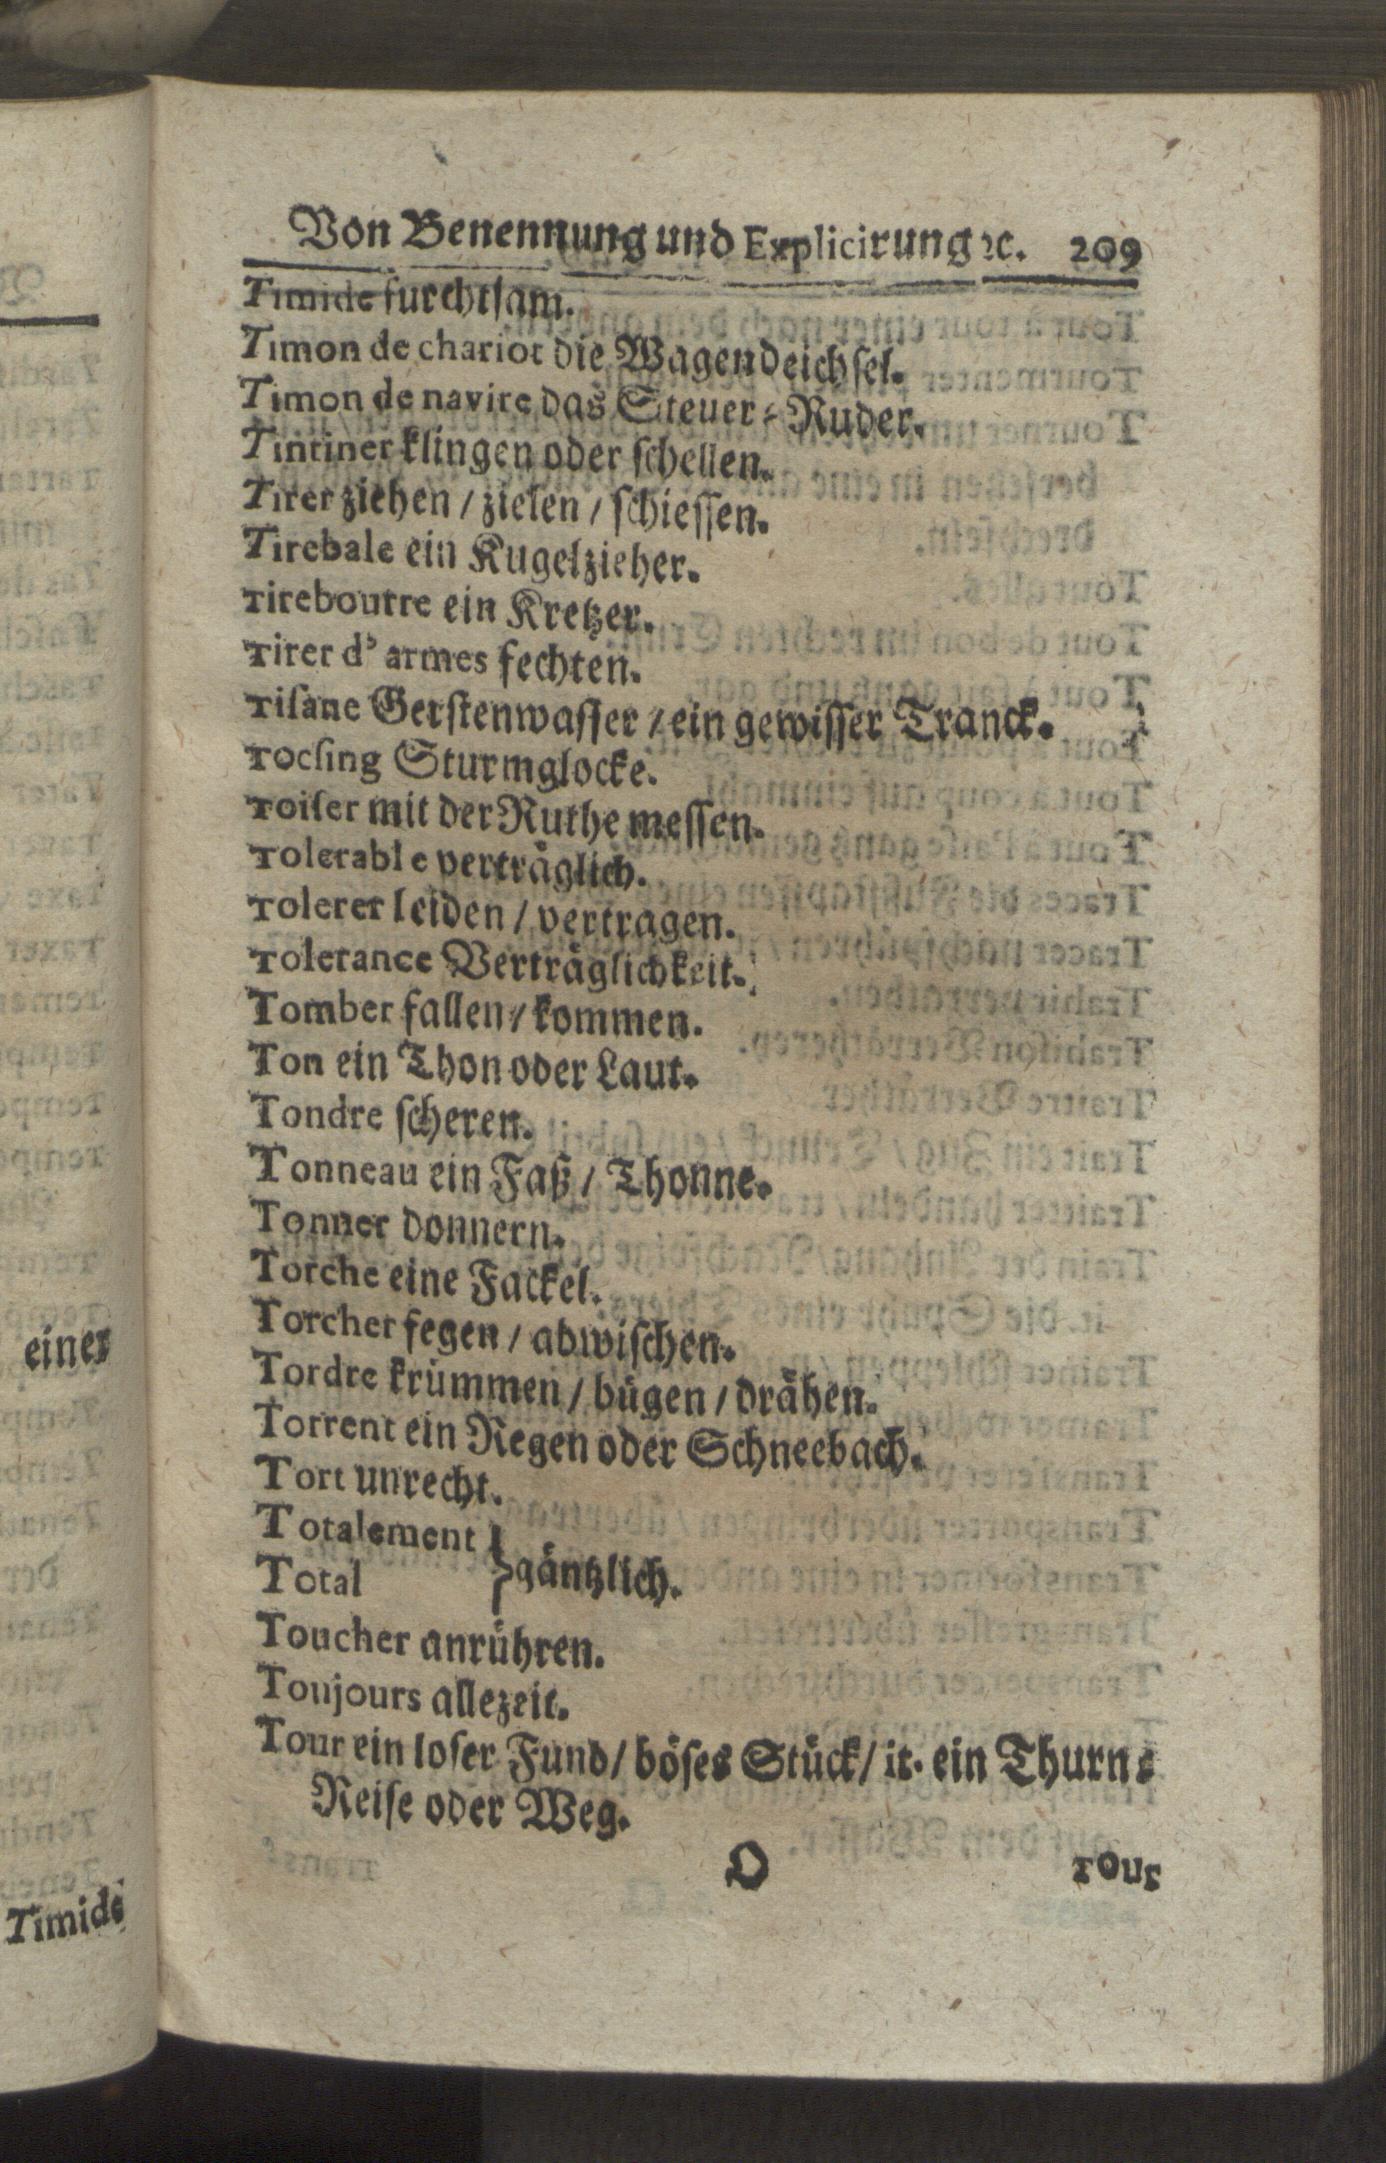 Von Benennung und Explicirung ꝛc. 209
Timide furchtsam.
Timon de chariot die Wagendeichsel.
Timon de navire das Steuer-Ruder.
Tintiner klingen oder schellen.
Tirer ziehen / zielen / schiessen.
Tirebale ein Kugelzieher.
Tireboutre ein Kretzer.
Tirer d' armes fechten.
Tisane Gerstenwasser / ein gewisser Tranck.
Tocsing Sturmglocke.
Toiser mit der Ruthe messen.
Tolerable verträglich.
Tolerer leiden / vertragen.
Tolerance Verträglichkeit.
Tomber fallen / kommen.
Ton ein Thon oder Laut.
Tondre scheren.
Tonneau ein Faß / Thonne.
Tonner donnern.
Torche eine Fackel.
Torcher fegen / abwischen.
Tordre krümmen / bügen / drähen.
Torrent ein Regen oder Schneebach.
Tort unrecht.
Totalement }
Total } gäntzlich.
Toucher anrühren.
Toujours allezeit.
Tour ein loser Fund / böses Stück / it. ein Thurn-
Reise oder Weg.
O Tour
einer
Timide